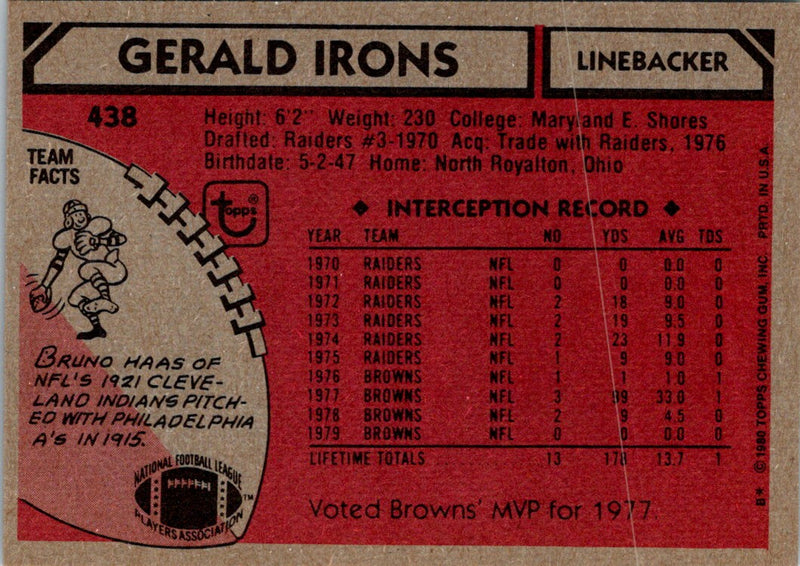 GERALD IRONS
LINEBACKER
438
Height: 6'2" Weight: 230 College: Maryland E. Shores
Drafted: Raiders #3-1970 Acq: Trade with Raiders, 1976
Birthdate: 5-2-47 Home: North Royalton, Ohio
TEAM
FACTS
topps®
◆ INTERCEPTION RECORD ◆
YEAR TEAM NO YDS AVG TDS
1970 RAIDERS NFL 0 0 0.0 0
1971 RAIDERS NFL 0 0 0.0 0
1972 RAIDERS NFL 2 18 9.0 0
1973 RAIDERS NFL 2 19 9.5 0
1974 RAIDERS NFL 2 23 11.9 0
1975 RAIDERS NFL 1 9 9.0 0
1976 BROWNS NFL 1 1 1.0 1
1977 BROWNS NFL 3 99 33.0 1
1978 BROWNS NFL 2 9 4.5 0
1979 BROWNS NFL 0 0 0.0 0
LIFETIME TOTALS 13 178 13.7 1
Voted Browns' MVP for 1977
BRUNO HAAS OF
NFL'S 1921 CLEVE-
LAND INDIANS PITCH-
ED WITH PHILADELPHIA
A'S IN 1915.
NATIONAL FOOTBALL LEAGUE
PLAYERS ASSOCIATION
TM
B* © 1980 TOPPS CHEWING GUM, INC. PRTD. IN U.S.A.